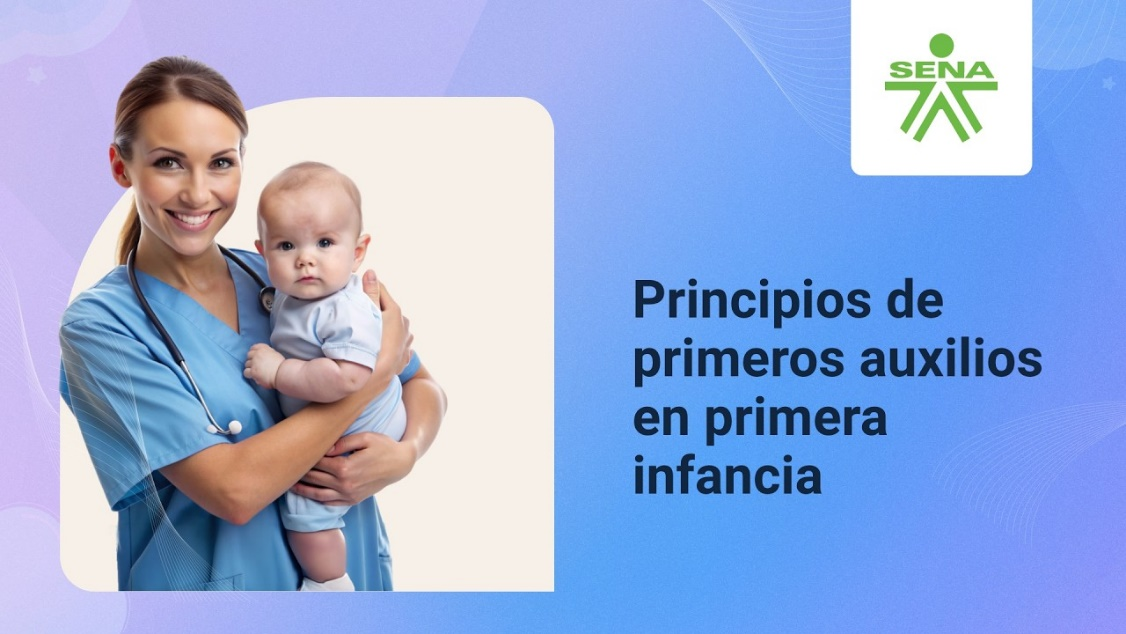 SENA
Principios de
primeros auxilios
en primera
infancia